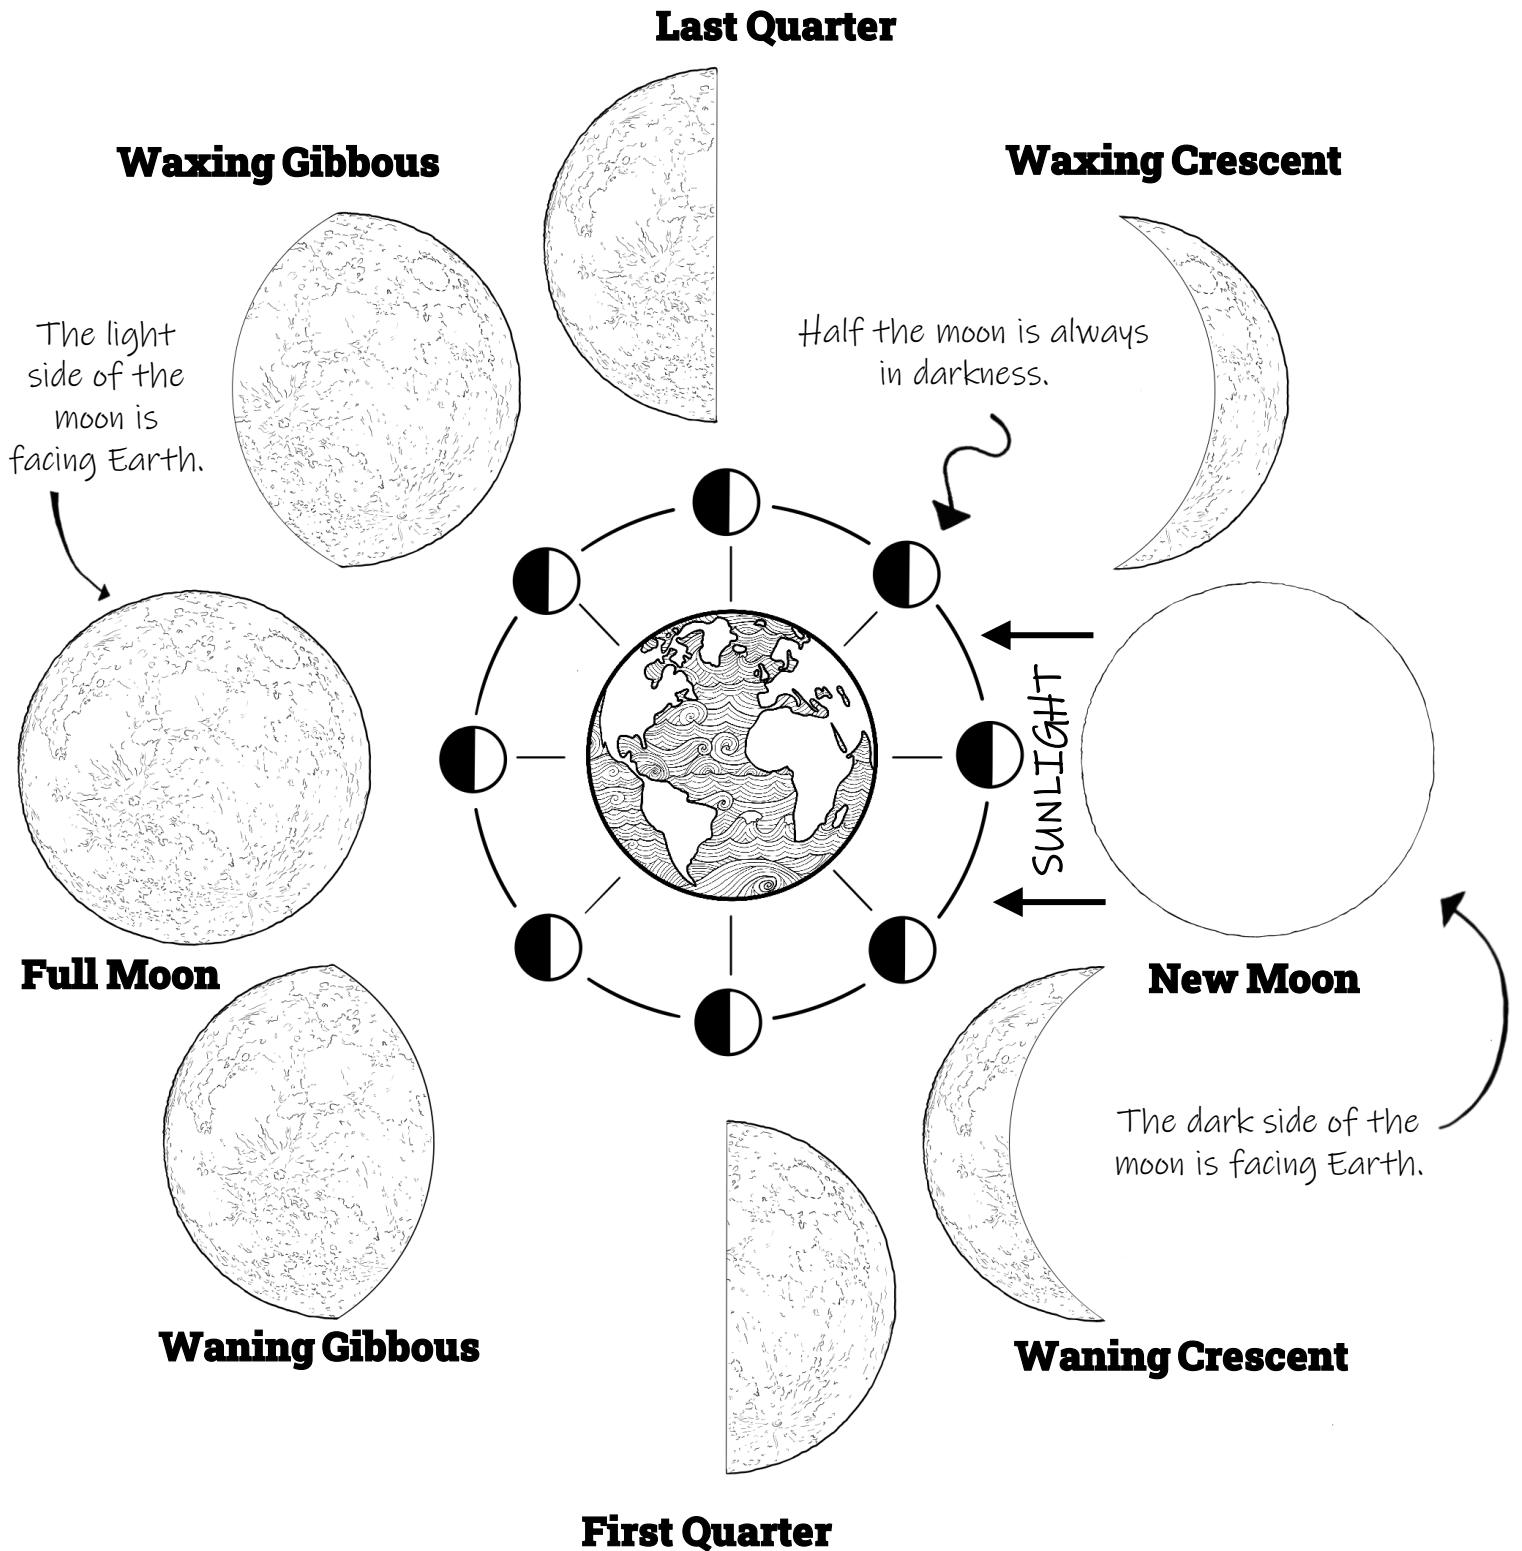 Last Quarter
Waxing Gibbous
Waxing Crescent
The light
side of the
moon is
facing Earth.
Half the moon is always
in darkness.
SUNLIGHT
Full Moon
New Moon
The dark side of the
moon is facing Earth.
Waning Gibbous
Waning Crescent
First Quarter